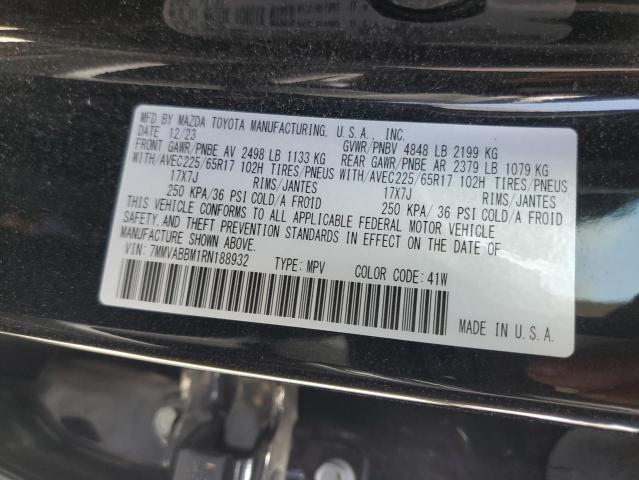 MFD BY MAZDA TOYOTA MANUFACTURING, U.S.A., INC.
DATE 12/23 GVWR/PNBV 4848 LB 2199 KG
FRONT GAWR/PNBE AV 2498 LB 1133 KG REAR GAWR/PNBE AR 2379 LB 1079 KG
WITH/AVEC225/65R17 102H TIRES/PNEUS WITH/AVEC225/65R17 102H TIRES/PNEUS
17X7J RIMS/JANTES 17X7J RIMS/JANTES
250 KPA/36 PSI COLD/A FROID 250 KPA/ 36 PSI COLD/A FROID
THIS VEHICLE CONFORMS TO ALL APPLICABLE FEDERAL MOTOR VEHICLE
SAFETY, AND THEFT PREVENTION STANDARDS IN EFFECT ON THE DATE OF
MANUFACTURE SHOWN ABOVE.
VIN: 7MMVABBM1RN188932 TYPE: MPV COLOR CODE: 41W
MADE IN U.S.A.